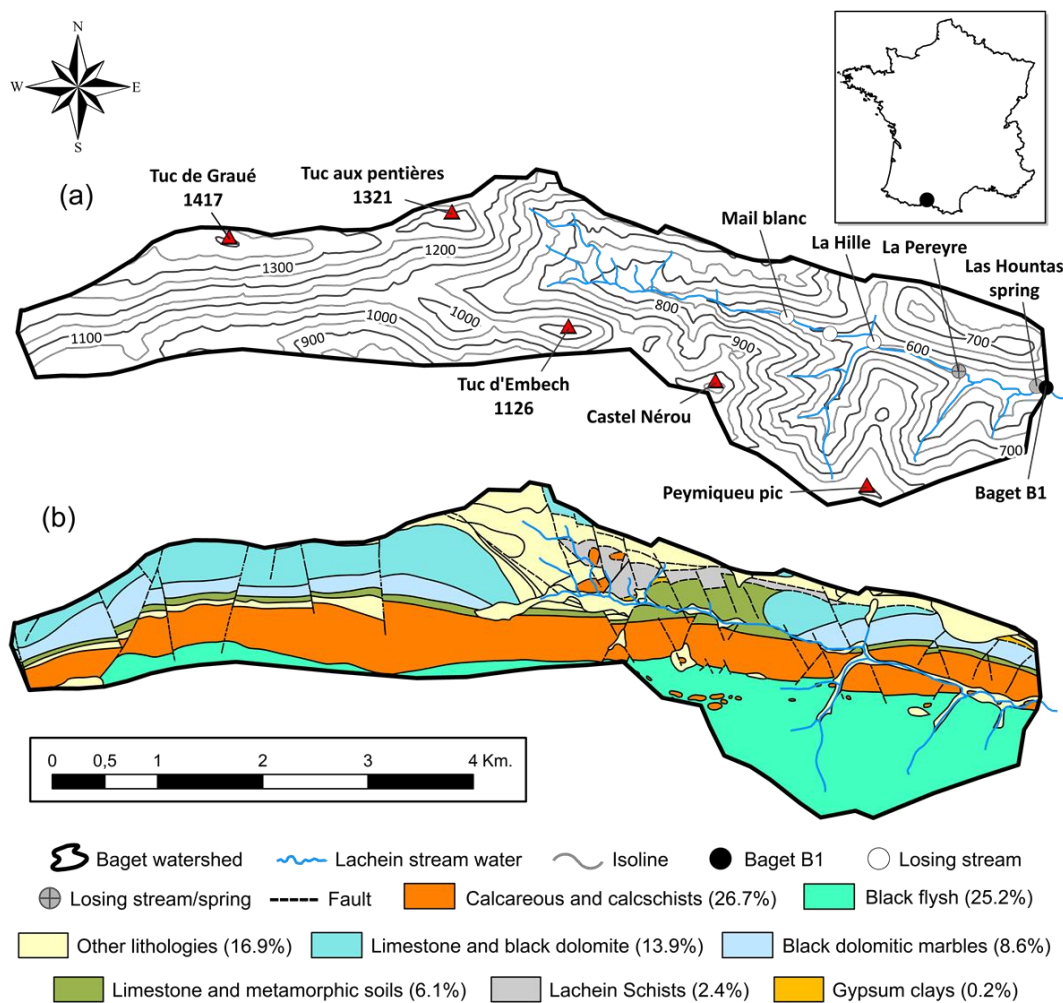 N
W
E
S
(a)
Tuc de Graué
1417
Tuc aux pentières
1321
Mail blanc
La Hille
La Pereyre
Las Hountas
spring
1300
1200
1100
1000
1000
900
800
900
600
700
700
Tuc d'Embech
1126
Castel Nérou
Peymiqueu pic
Baget B1
(b)
0 0,5 1 2 3 4 Km.
Baget watershed Lachein stream water Isoline Baget B1 Losing stream
Losing stream/spring Fault Calcareous and calcschists (26.7%) Black flysh (25.2%)
Other lithologies (16.9%) Limestone and black dolomite (13.9%) Black dolomitic marbles (8.6%)
Limestone and metamorphic soils (6.1%) Lachein Schists (2.4%) Gypsum clays (0.2%)